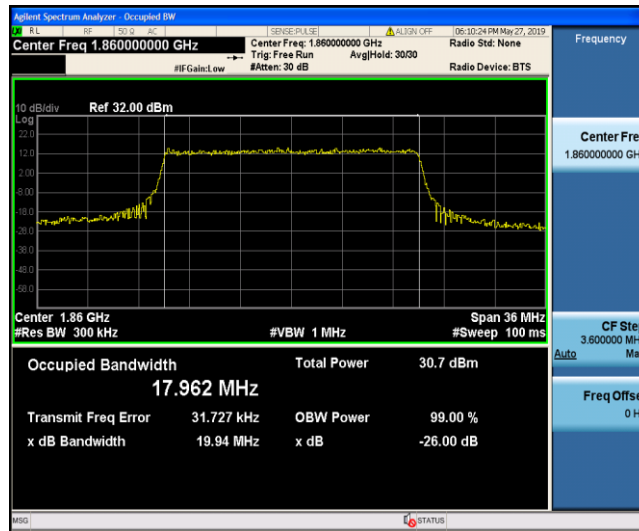 Agilent Spectrum Analyzer - Occupied BW
RL RF 50 Ω AC SENSE:PULSE ALIGN OFF 06:10:24 PM May 27, 2019
Center Freq 1.860000000 GHz Center Freq: 1.860000000 GHz Radio Std: None
Trig: Free Run Avg|Hold: 30/30
#IFGain:Low #Atten: 30 dB Radio Device: BTS
10 dB/div Ref 32.00 dBm
Log
22.0
12.0
2.00
-8.00
-18.0
-28.0
-38.0
-48.0
-58.0
Center 1.86 GHz Span 36 MHz
#Res BW 300 kHz #VBW 1 MHz #Sweep 100 ms
Occupied Bandwidth Total Power 30.7 dBm
17.962 MHz
Transmit Freq Error 31.727 kHz OBW Power 99.00 %
x dB Bandwidth 19.94 MHz x dB -26.00 dB
MSG STATUS
Frequency
Center Fre
1.860000000 GH
CF Ste
3.600000 MH
Auto Ma
Freq Offse
0 H